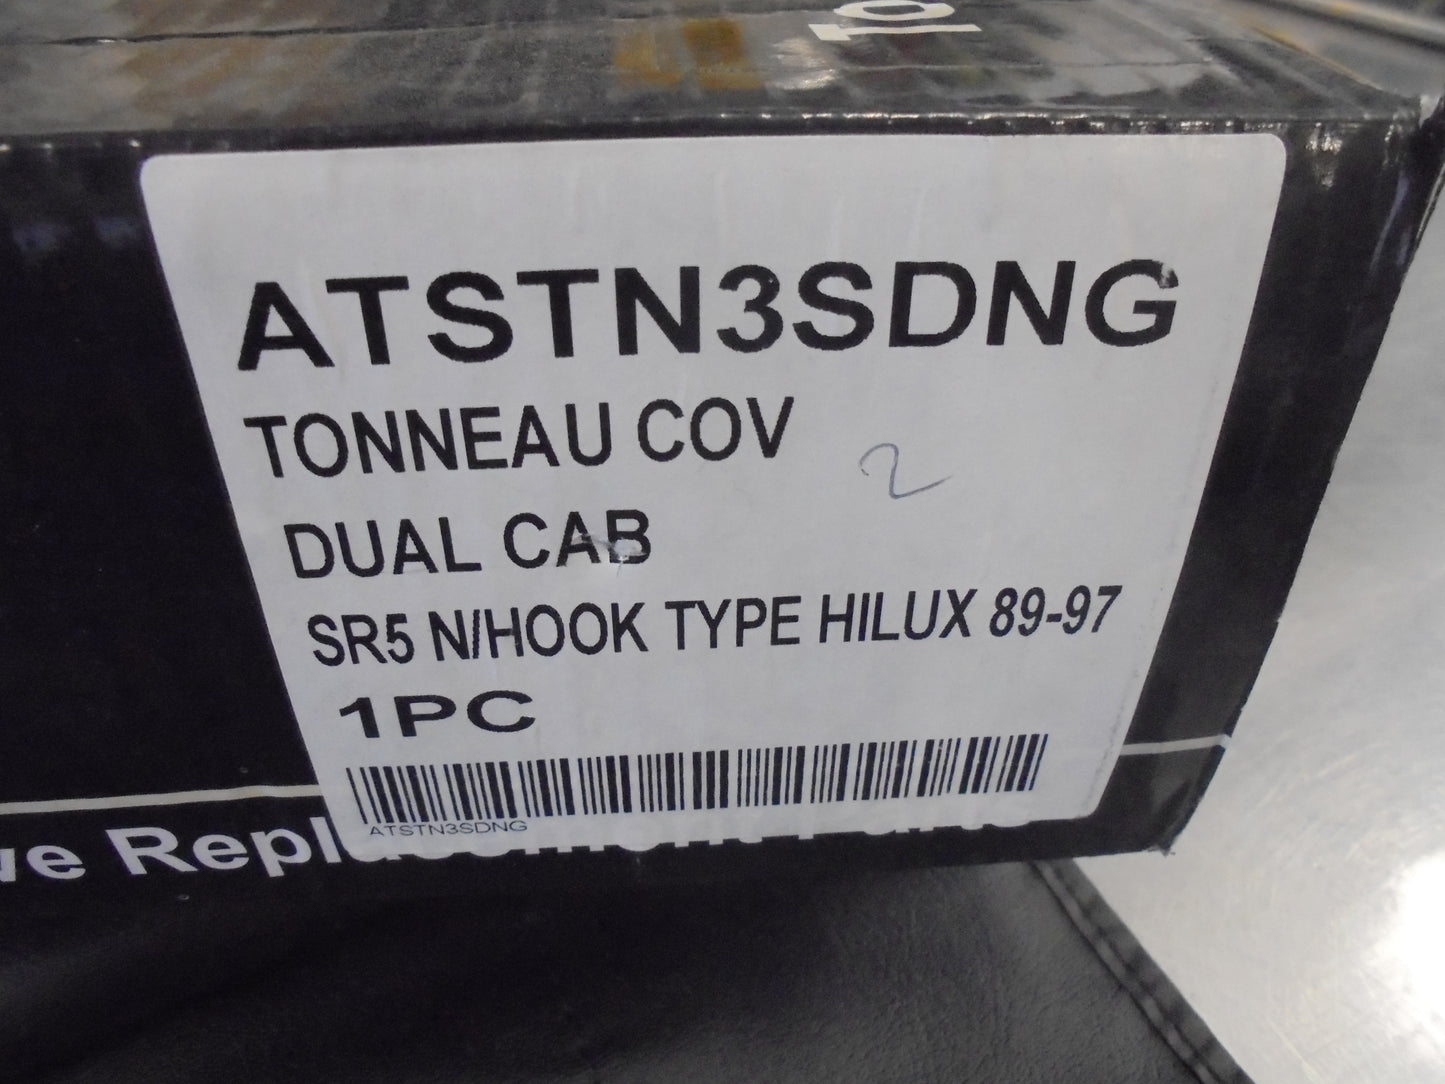 ATSTN3SDNG
TONNEAU COV
2
DUAL CAB
SR5 N/HOOK TYPE HILUX 89-97
1PC
ATSTN3SDNG